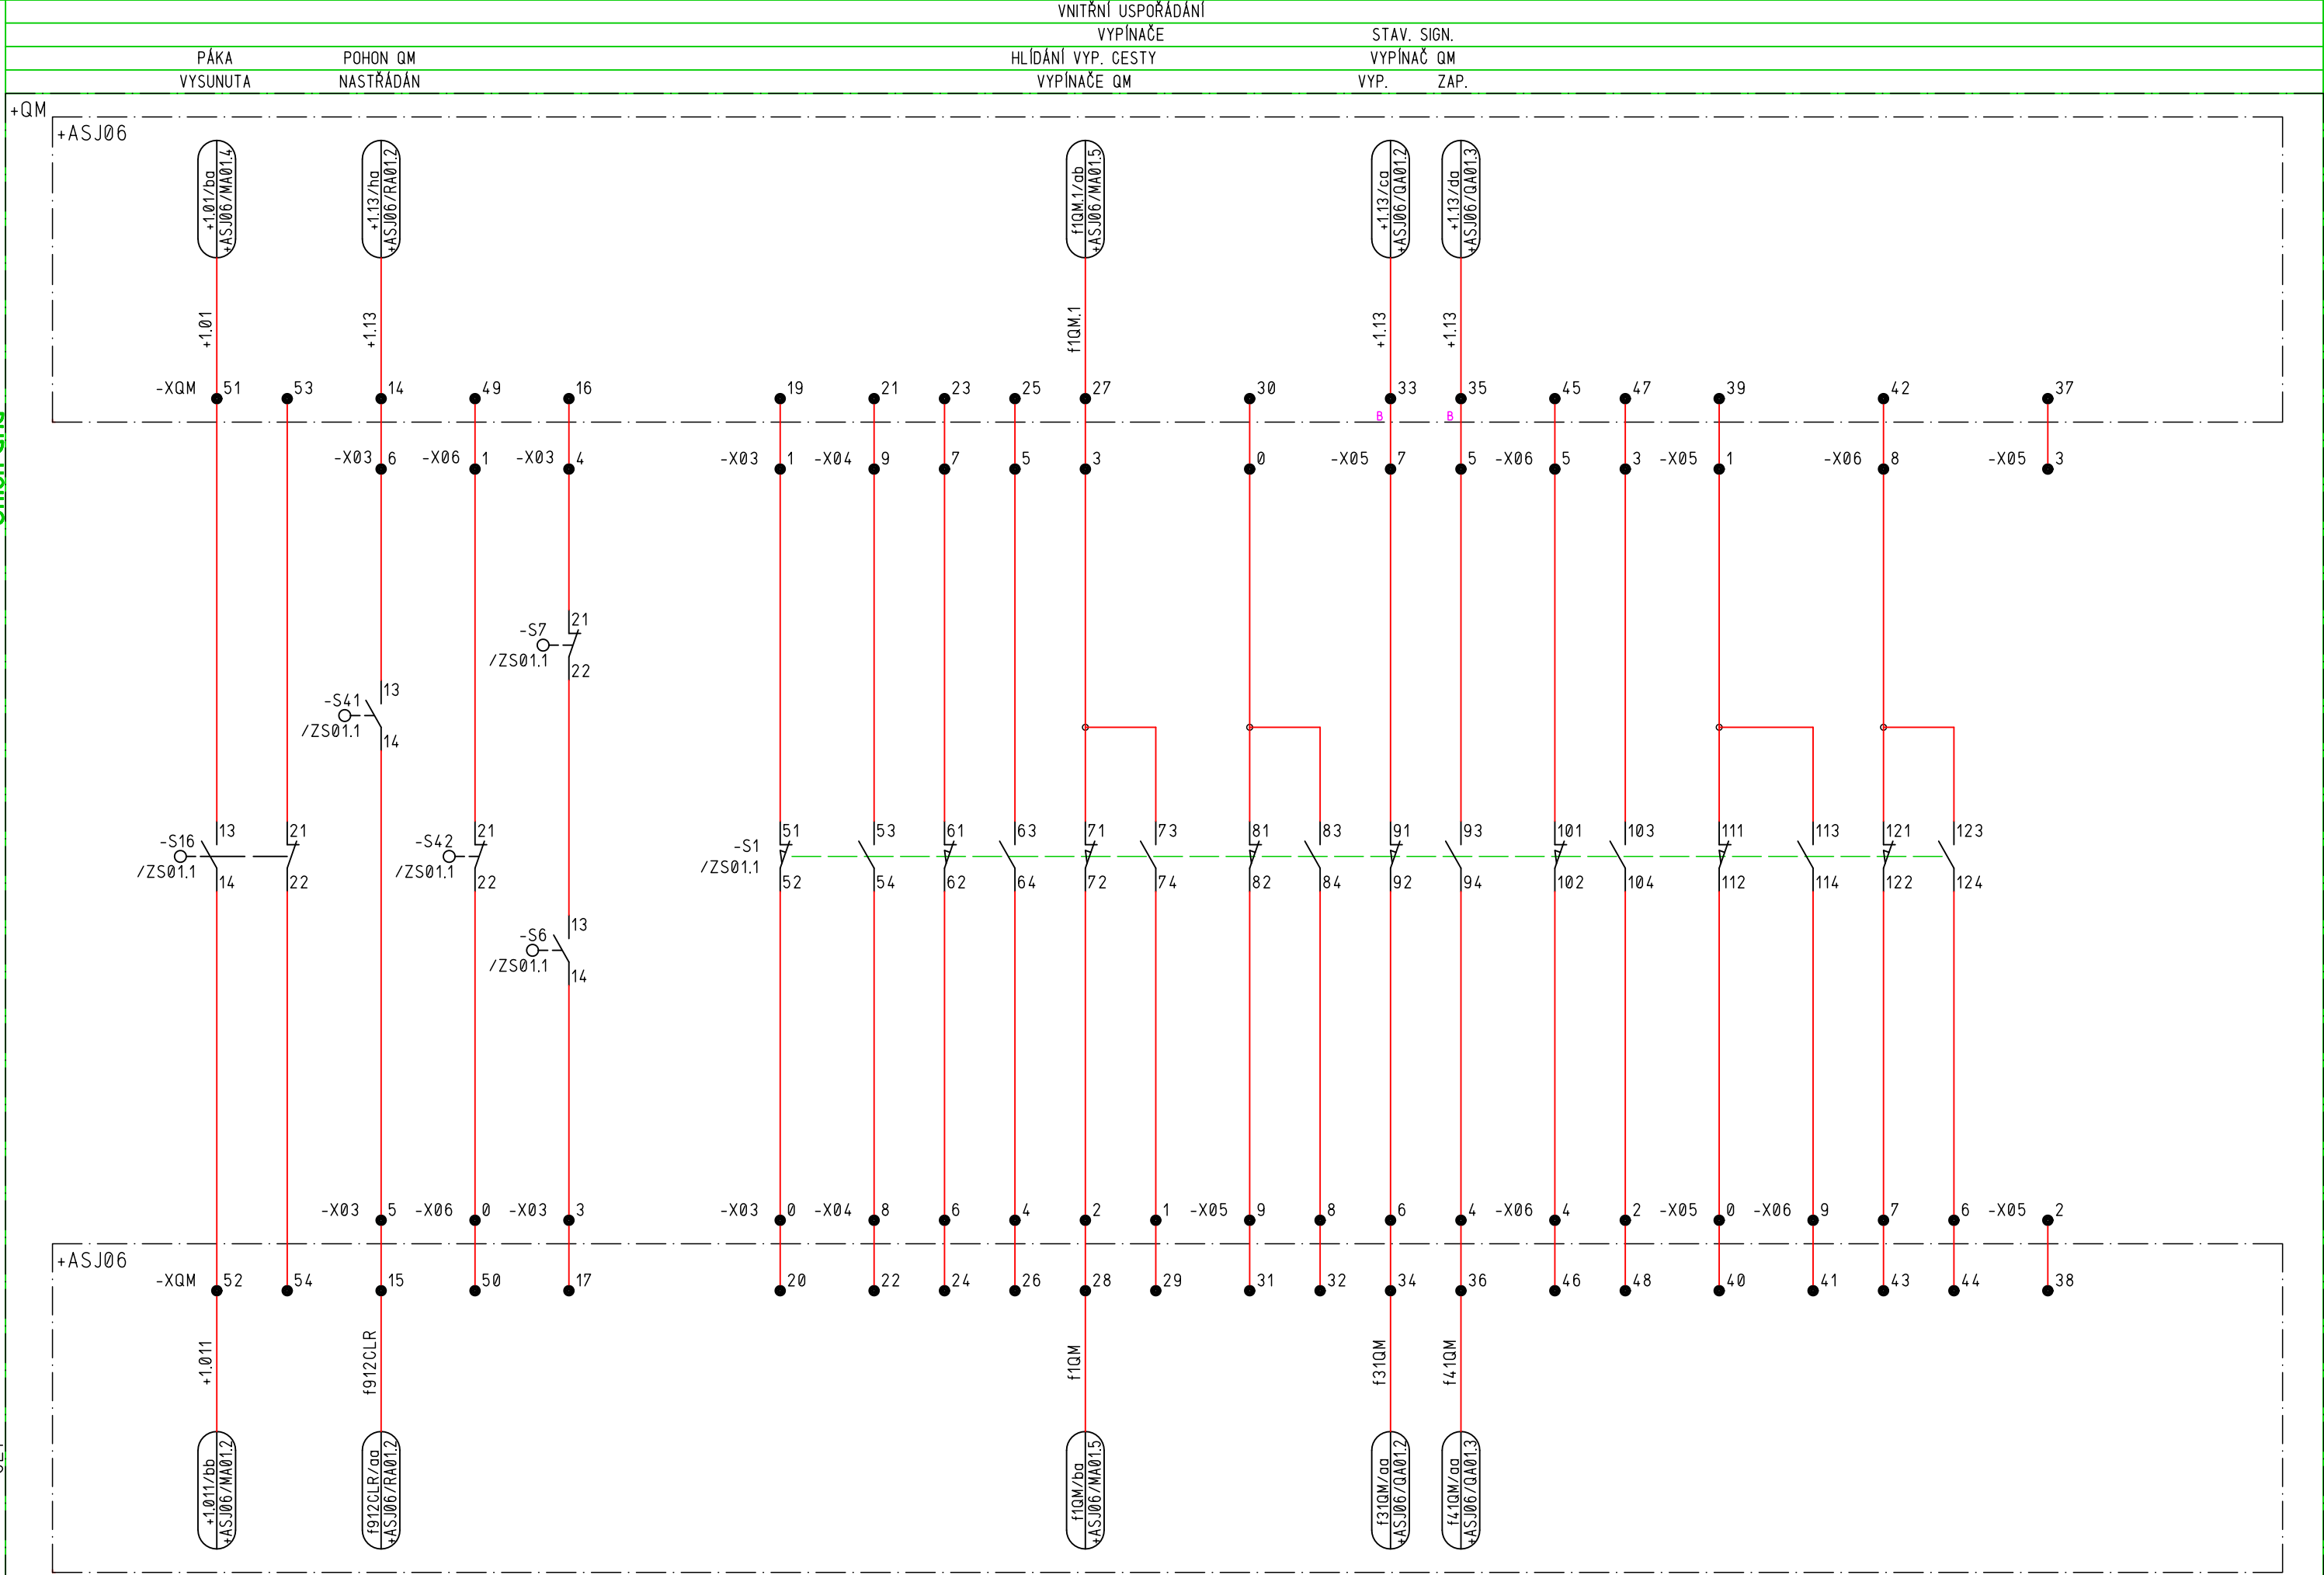 VNITŘNÍ USPOŘÁDÁNÍ
VYPÍNAČE STAV. SIGN.
PÁKA POHON QM HLÍDÁNÍ VYP. CESTY VYPÍNAČ QM
VYSUNUTA NASTŘÁDÁN VYPÍNAČE QM VYP. ZAP.
+QM
+ASJ06
+1.01/ba +ASJ06/MA01.4
+1.13/ha +ASJ06/RA01.2
f1QM.1/ab +ASJ06/MA01.5
+1.13/ca +ASJ06/QA01.2
+1.13/da +ASJ06/QA01.3
+1.01 +1.13 f1QM.1 +1.13 +1.13
-XQM 51 53 14 49 16 19 21 23 25 27 30 33 35 45 47 39 42 37
B B
-X03 6 -X06 1 -X03 4 -X03 1 -X04 9 7 5 3 0 -X05 7 5 -X06 5 3 -X05 1 -X06 8 -X05 3
21
-S7
/ZS01.1
22
13
-S41
/ZS01.1
14
13 21 21 51 53 61 63 71 73 81 83 91 93 101 103 111 113 121 123
-S16 -S42 -S1
/ZS01.1 /ZS01.1 /ZS01.1
14 22 22 52 54 62 64 72 74 82 84 92 94 102 104 112 114 122 124
13
-S6
/ZS01.1
14
-X03 5 -X06 0 -X03 3 -X03 0 -X04 8 6 4 2 1 -X05 9 8 6 4 -X06 4 2 -X05 0 -X06 9 7 6 -X05 2
+ASJ06
-XQM 52 54 15 50 17 20 22 24 26 28 29 31 32 34 36 46 48 40 41 43 44 38
+1.011 f912CLR f1QM f31QM f41QM
+1.011/bb +ASJ06/MA01.2
f912CLR/aa +ASJ06/RA01.2
f1QM/ba +ASJ06/MA01.5
f31QM/aa +ASJ06/QA01.2
f41QM/aa +ASJ06/QA01.3